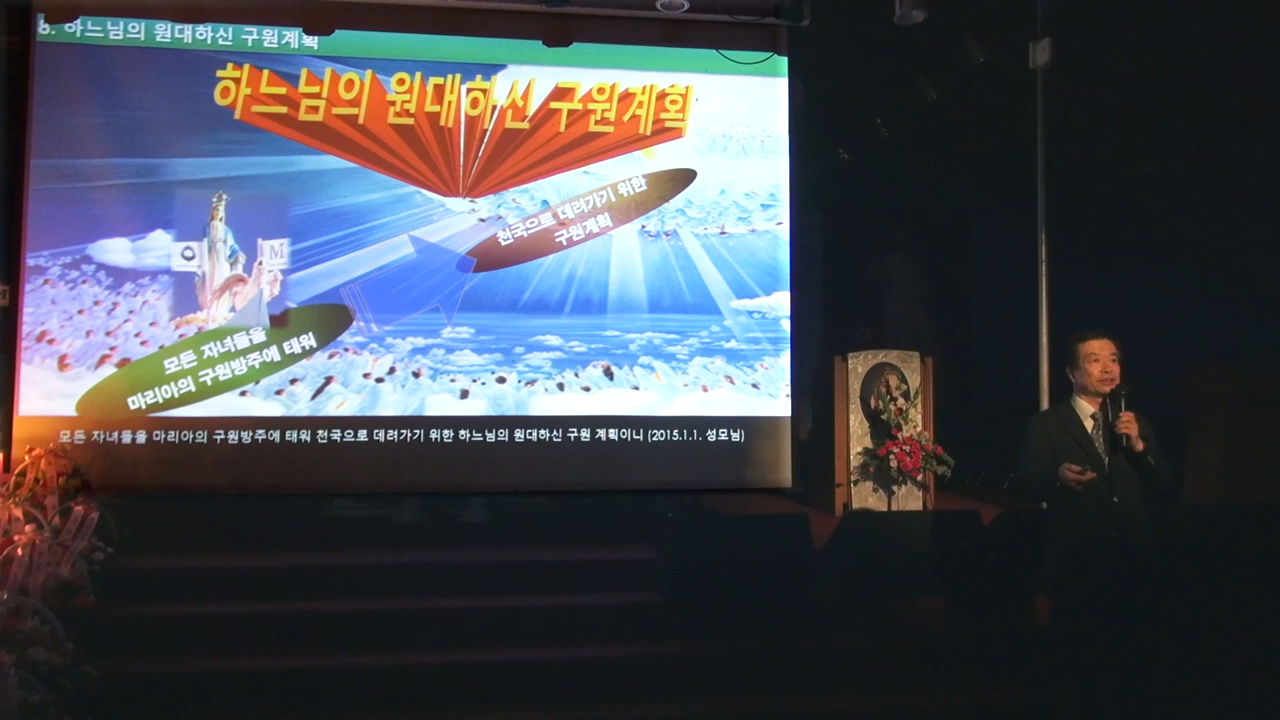 6. 하느님의 원대하신 구원계획
하느님의 원대하신 구원계획
천국으로 데려가기 위한
구원계획
M
모든 자녀들을
마리아의 구원방주에 태워
모든 자녀들을 마리아의 구원방주에 태워 천국으로 데려가기 위한 하느님의 원대하신 구원 계획이니 (2015.1.1. 성모님)